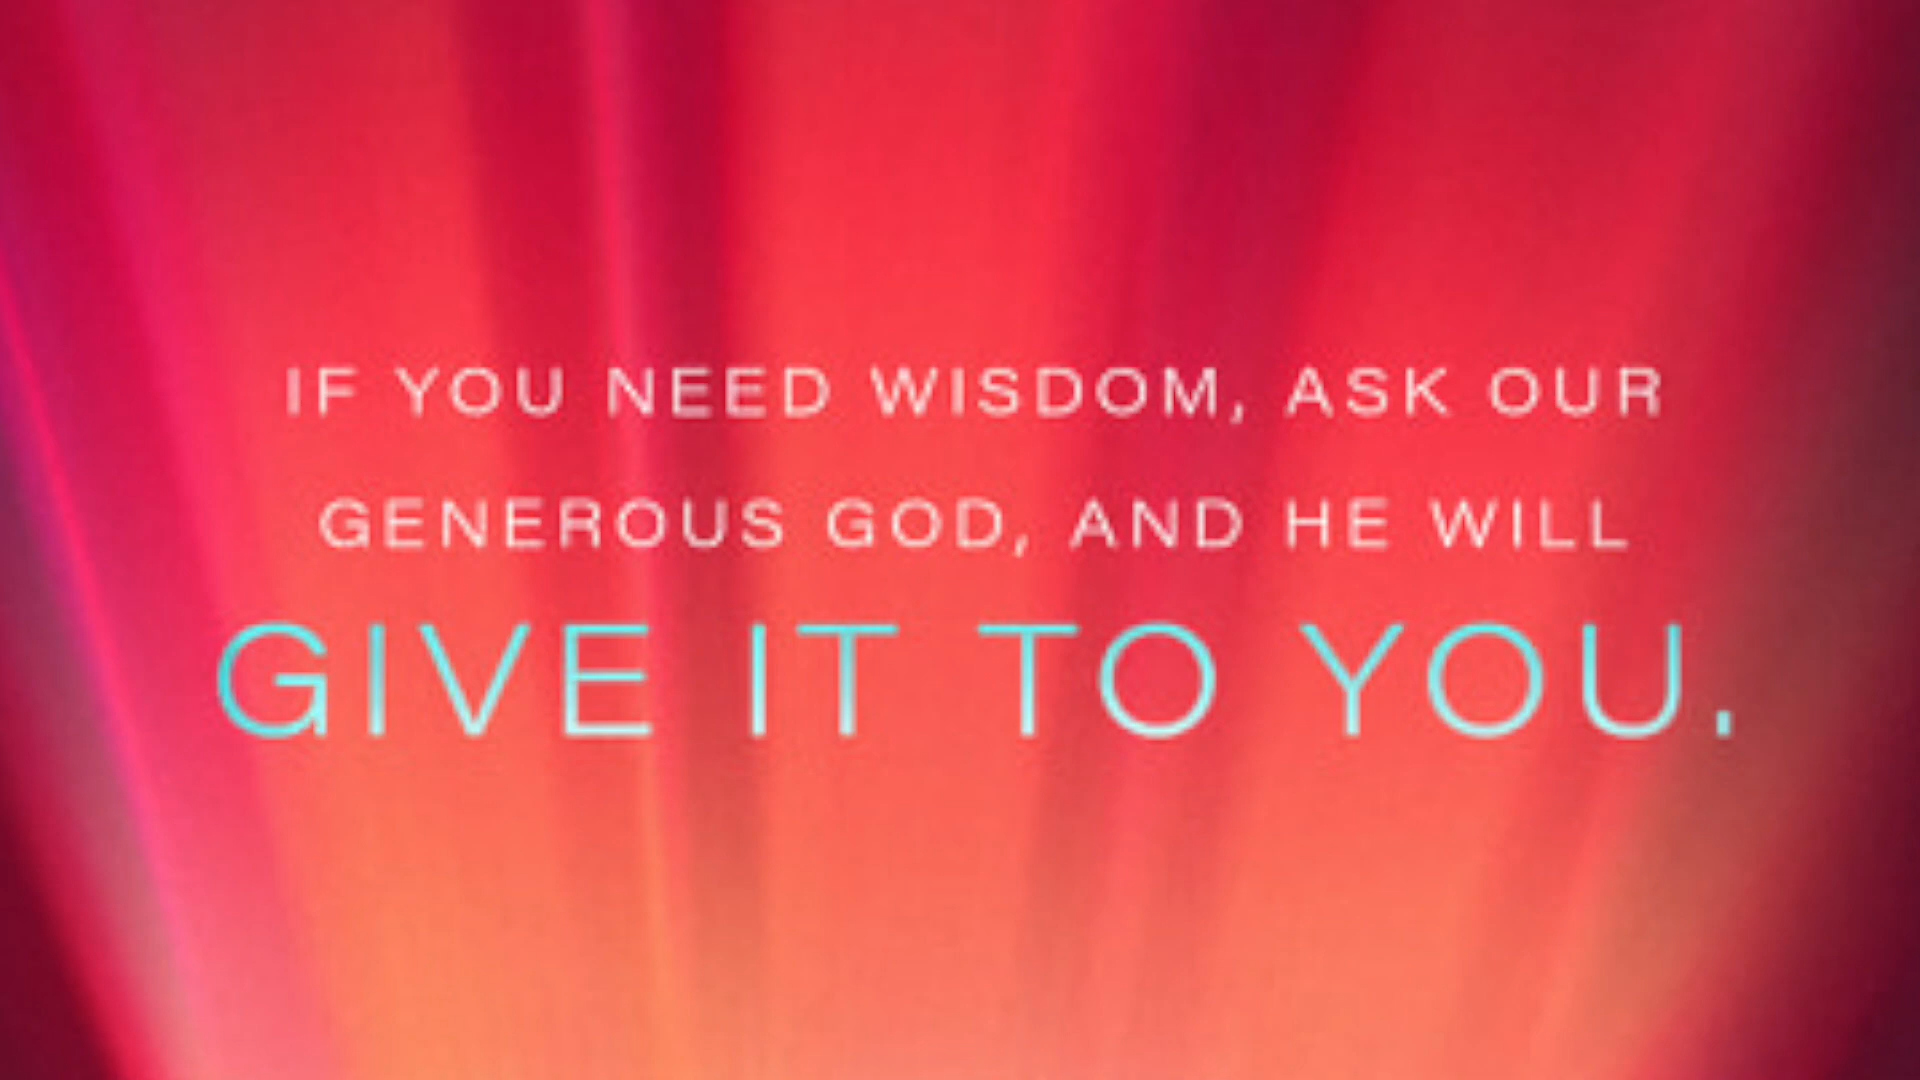 IF YOU NEED WISDOM, ASK OUR
GENEROUS GOD, AND HE WILL
GIVE IT TO YOU.